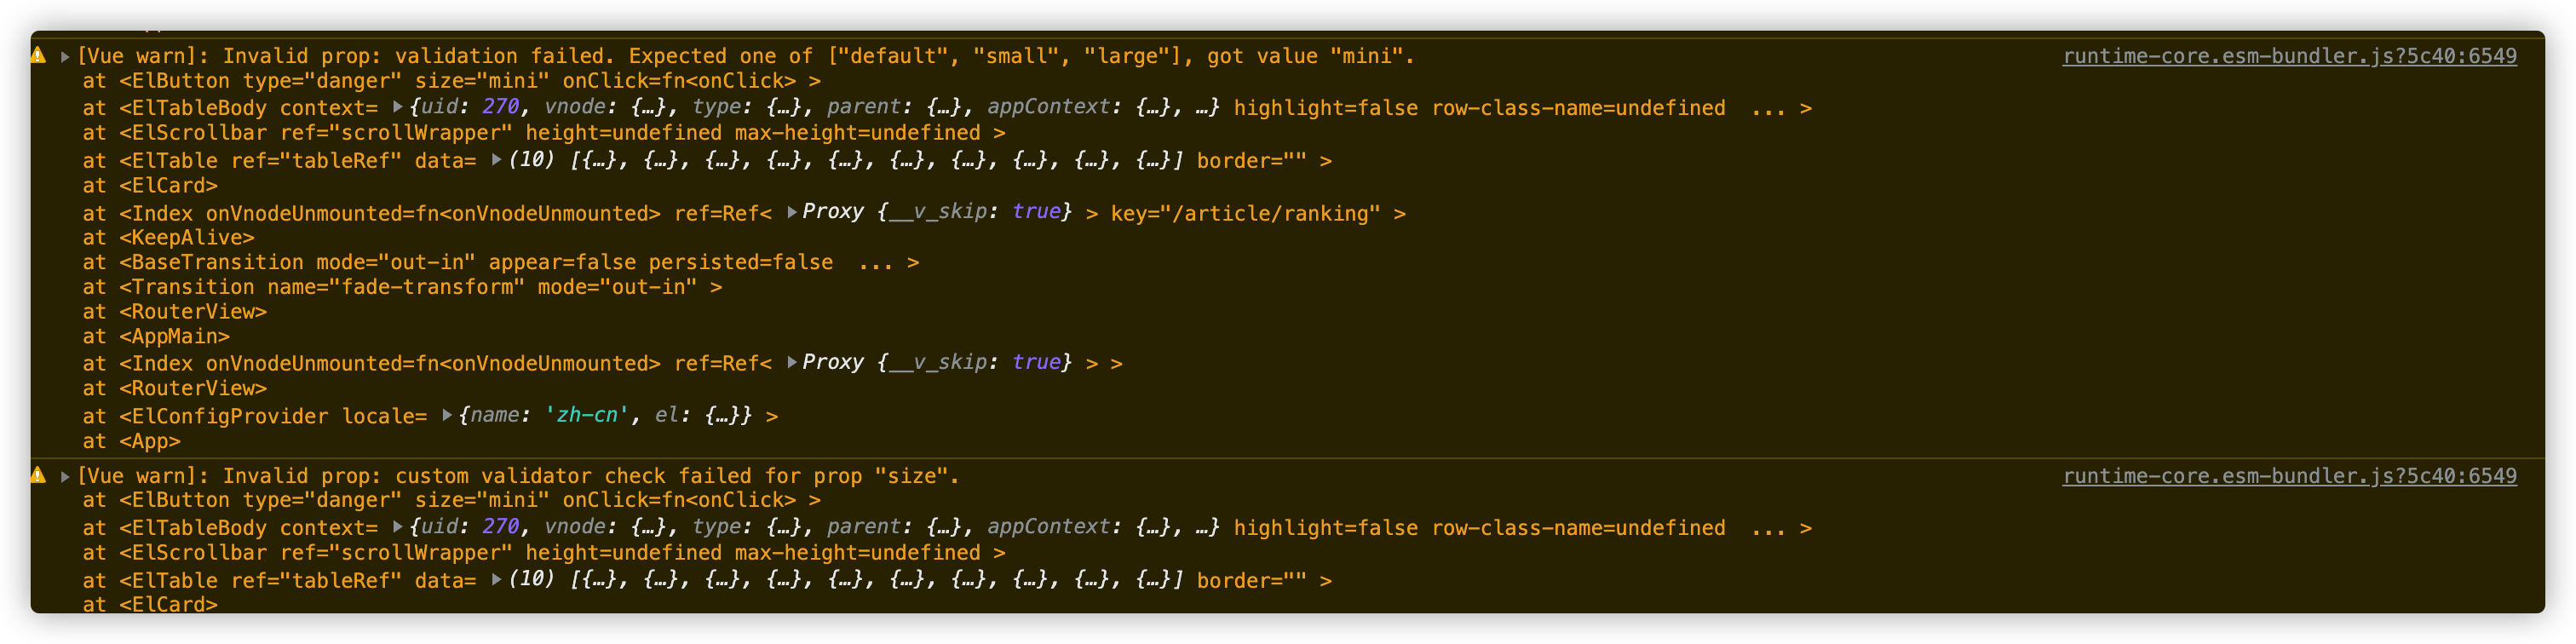 [Vue warn]: Invalid prop: validation failed. Expected one of ["default", "small", "large"], got value "mini". runtime-core.esm-bundler.js?5c40:6549
at <ElButton type="danger" size="mini" onClick=fn<onClick> >
at <ElTableBody context= ▶{uid: 270, vnode: {…}, type: {…}, parent: {…}, appContext: {…}, …} highlight=false row-class-name=undefined ... >
at <ElScrollbar ref="scrollWrapper" height=undefined max-height=undefined >
at <ElTable ref="tableRef" data= ▶(10) [{…}, {…}, {…}, {…}, {…}, {…}, {…}, {…}, {…}, {…}] border="" >
at <ElCard>
at <Index onVnodeUnmounted=fn<onVnodeUnmounted> ref=Ref< ▶Proxy {__v_skip: true} > key="/article/ranking" >
at <KeepAlive>
at <BaseTransition mode="out-in" appear=false persisted=false ... >
at <Transition name="fade-transform" mode="out-in" >
at <RouterView>
at <AppMain>
at <Index onVnodeUnmounted=fn<onVnodeUnmounted> ref=Ref< ▶Proxy {__v_skip: true} > >
at <RouterView>
at <ElConfigProvider locale= ▶{name: 'zh-cn', el: {…}} >
at <App>
[Vue warn]: Invalid prop: custom validator check failed for prop "size". runtime-core.esm-bundler.js?5c40:6549
at <ElButton type="danger" size="mini" onClick=fn<onClick> >
at <ElTableBody context= ▶{uid: 270, vnode: {…}, type: {…}, parent: {…}, appContext: {…}, …} highlight=false row-class-name=undefined ... >
at <ElScrollbar ref="scrollWrapper" height=undefined max-height=undefined >
at <ElTable ref="tableRef" data= ▶(10) [{…}, {…}, {…}, {…}, {…}, {…}, {…}, {…}, {…}, {…}] border="" >
at <ElCard>